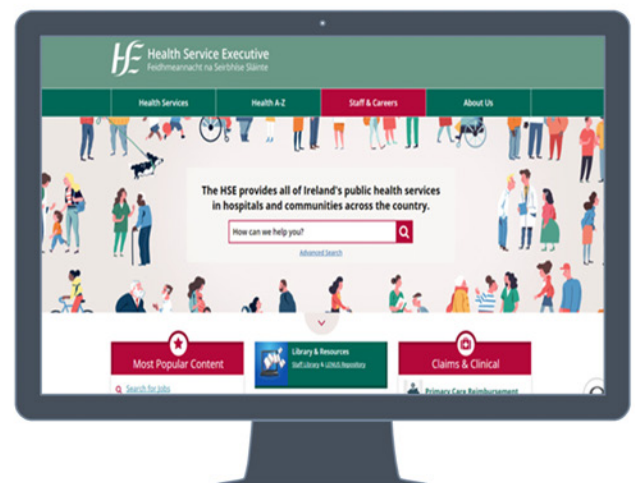 HE Health Service Executive
Feidhmeannacht na Seirbhíse Sláinte
Health Services
Health A-Z
Staff & Careers
About Us
The HSE provides all of Ireland's public health services
in hospitals and communities across the country.
How can we help you?
Advanced Search
Most Popular Content
Search for Jobs
Library &
Resources
Staff Library & LENUS Repository
Claims & Clinical
Primary Care Reimbursement